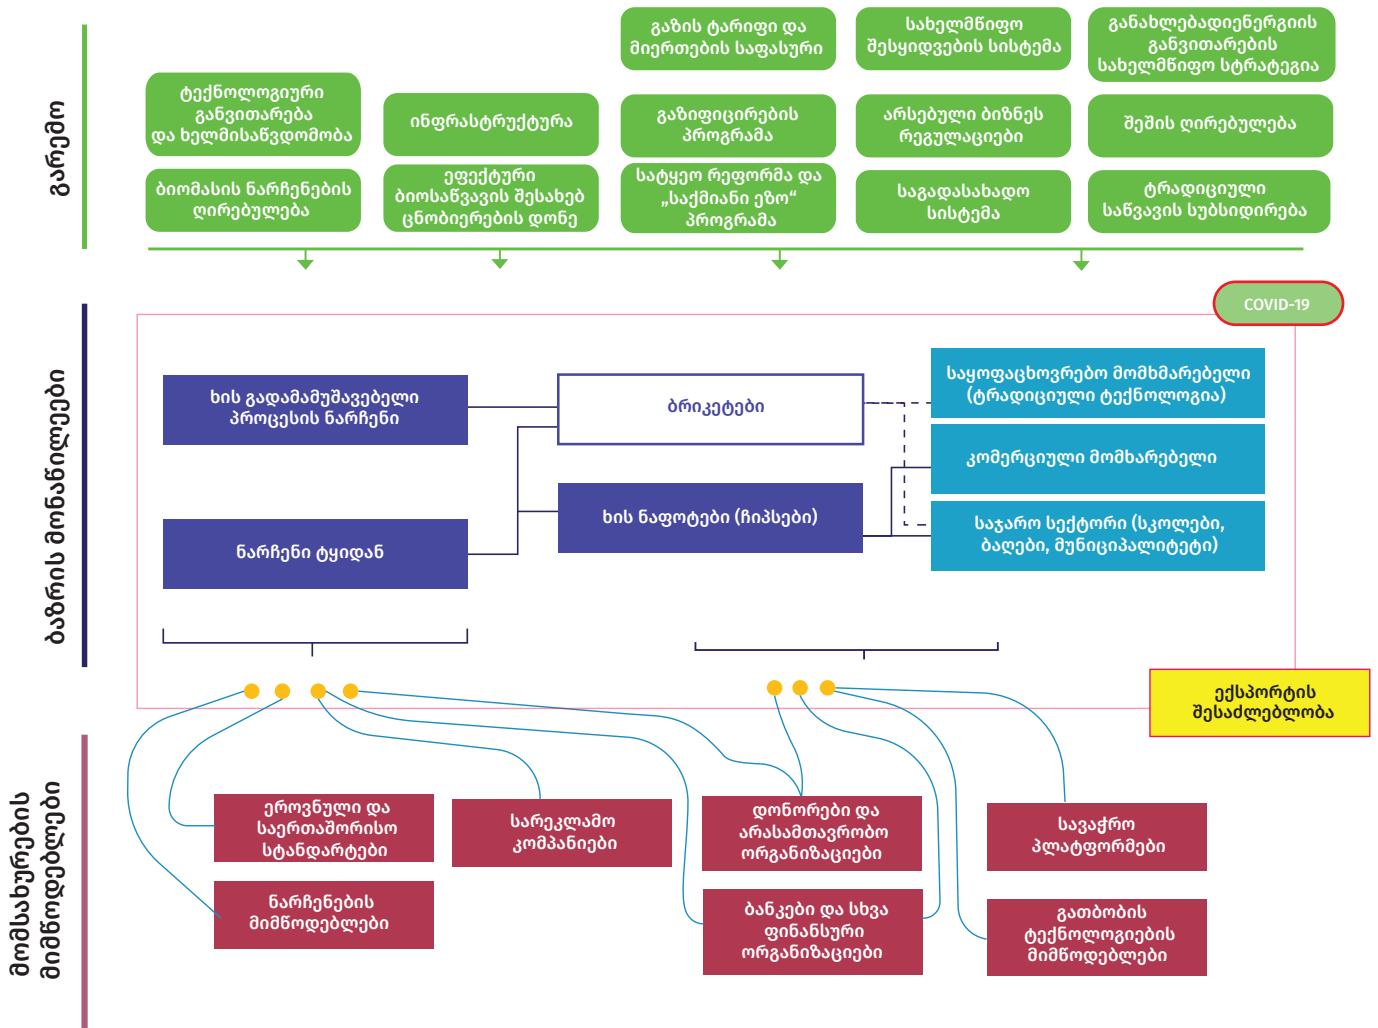 გარემო
გაზის ტარიფი და
მიერთების საფასური
სახელმწიფო
შესყიდვების სისტემა
განახლებადიენერგიის
განვითარების
სახელმწიფო სტრატეგია
ტექნოლოგიური
განვითარება
და ხელმისაწვდომობა
ინფრასტრუქტურა
გაზიფიცირების
პროგრამა
არსებული ბიზნეს
რეგულაციები
შეშის ღირებულება
ბიომასის ნარჩენების
ღირებულება
ეფექტური
ბიოსაწვავის შესახებ
ცნობიერების დონე
სატყეო რეფორმა და
„საქმიანი ეზო“
პროგრამა
საგადასახადო
სისტემა
ტრადიციული
საწვავის სუბსიდირება
ბაზრის მონაწილეები
COVID-19
ხის გადამამუშავებელი
პროცესის ნარჩენი
ბრიკეტები
საყოფაცხოვრებო მომხმარებელი
(ტრადიციული ტექნოლოგია)
კომერციული მომხარებელი
ნარჩენი ტყიდან
ხის ნაფოტები (ჩიპსები)
საჯარო სექტორი (სკოლები,
ბაღები, მუნიციპალიტეტი)
ექსპორტის
შესაძლებლობა
მომსახურების
მიმწოდებლები
ეროვნული და
საერთაშორისო
სტანდარტები
სარეკლამო
კომპანიები
დონორები და
არასამთავრობო
ორგანიზაციები
სავაჭრო
პლატფორმები
ნარჩენების
მიმწოდებლები
ბანკები და სხვა
ფინანსური
ორგანიზაციები
გათბობის
ტექნოლოგიების
მიმწოდებლები